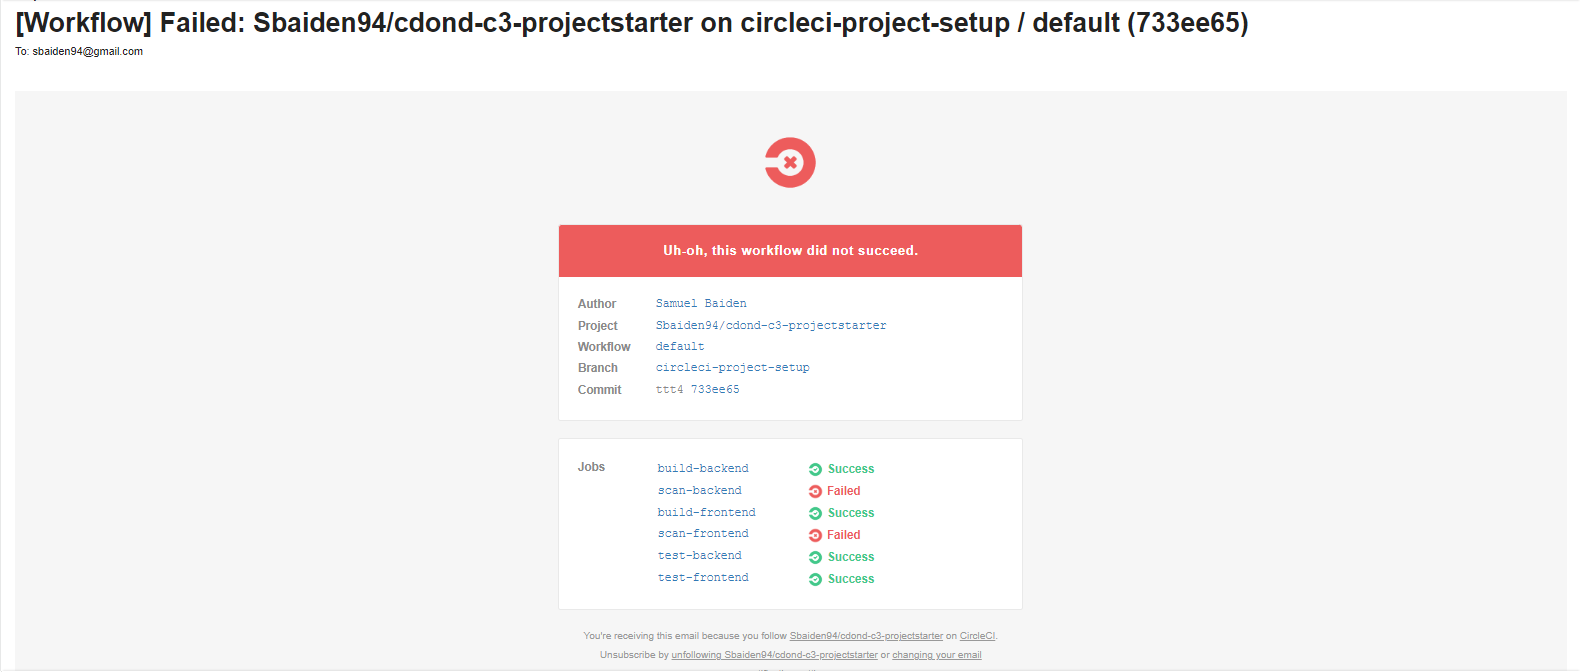 [Workflow] Failed: Sbaiden94/cdond-c3-projectstarter on circleci-project-setup / default (733ee65)
To: sbaiden94@gmail.com
Uh-oh, this workflow did not succeed.
Author Samuel Baiden
Project Sbaiden94/cdond-c3-projectstarter
Workflow default
Branch circleci-project-setup
Commit ttt4 733ee65
Jobs build-backend Success
scan-backend Failed
build-frontend Success
scan-frontend Failed
test-backend Success
test-frontend Success
You're receiving this email because you follow Sbaiden94/cdond-c3-projectstarter on CircleCI.
Unsubscribe by unfollowing Sbaiden94/cdond-c3-projectstarter or changing your email